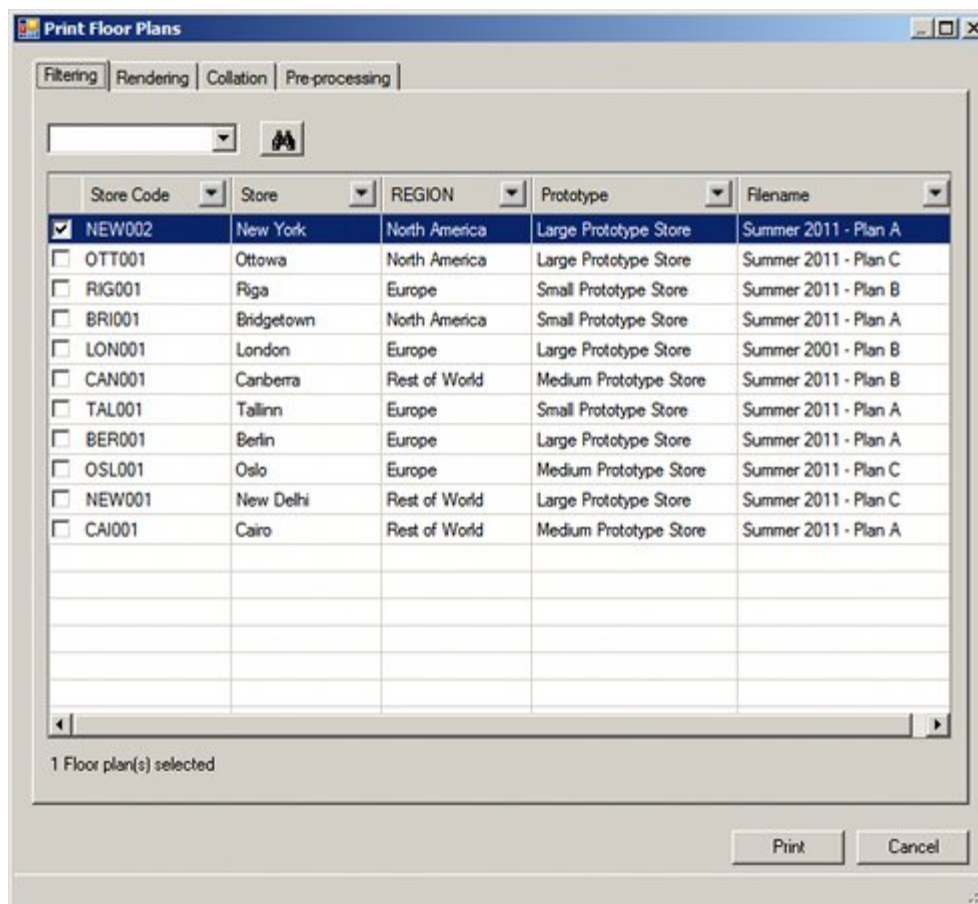 Print Floor Plans
Filtering Rendering Collation Pre-processing
Store Code Store REGION Prototype Filename
NEW002 New York North America Large Prototype Store Summer 2011 - Plan A
OTT001 Ottowa North America Large Prototype Store Summer 2011 - Plan C
RIG001 Riga Europe Small Prototype Store Summer 2011 - Plan B
BRI001 Bridgetown North America Small Prototype Store Summer 2011 - Plan A
LON001 London Europe Large Prototype Store Summer 2001 - Plan B
CAN001 Canberra Rest of World Medium Prototype Store Summer 2011 - Plan B
TAL001 Tallinn Europe Small Prototype Store Summer 2011 - Plan A
BER001 Berlin Europe Large Prototype Store Summer 2011 - Plan A
OSL001 Oslo Europe Medium Prototype Store Summer 2011 - Plan C
NEW001 New Delhi Rest of World Large Prototype Store Summer 2011 - Plan C
CAI001 Cairo Rest of World Medium Prototype Store Summer 2011 - Plan A
1 Floor plan(s) selected
Print Cancel